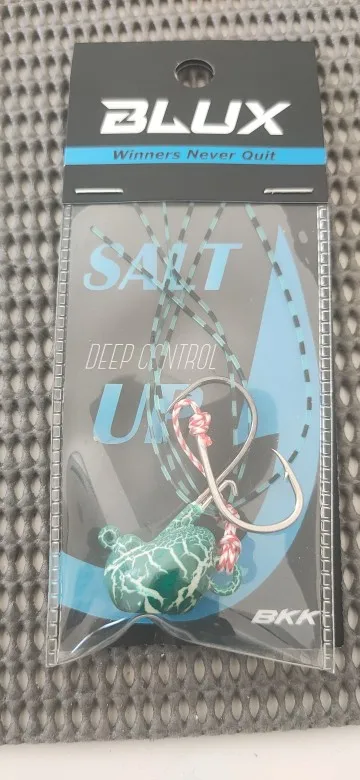 BLUX
Winners Never Quit
SALT
DEEP CONTROL
UP
BKK